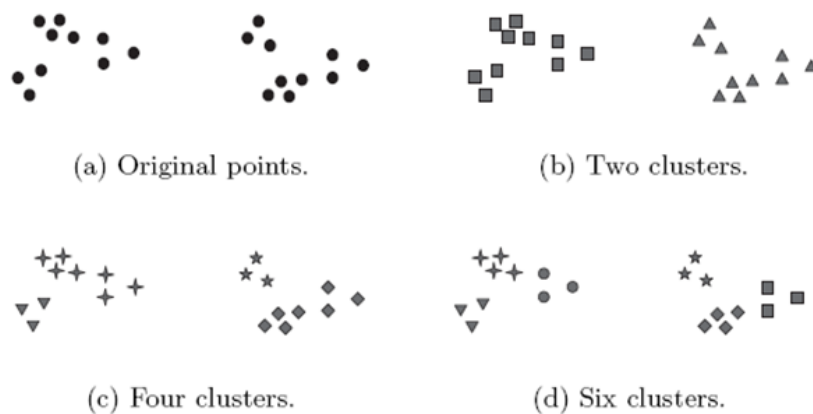 (a) Original points.
(b) Two clusters.
(c) Four clusters.
(d) Six clusters.